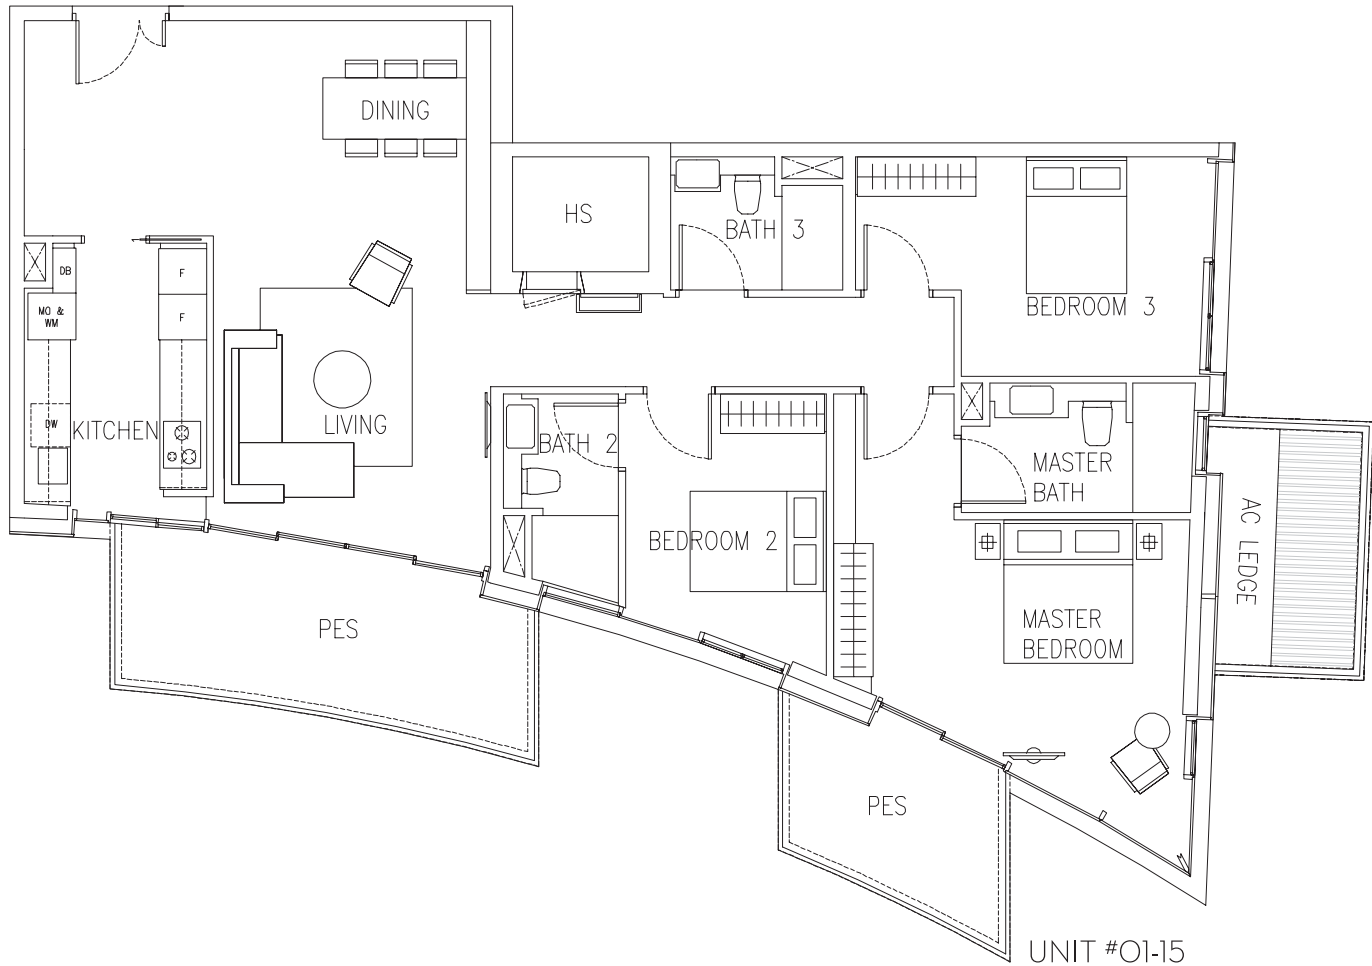 DINING
HS
BATH 3
BEDROOM 3
DB
F
MO &
WM
F
DW
KITCHEN
LIVING
BATH 2
BEDROOM 2
MASTER
BATH
AC LEDGE
MASTER
BEDROOM
PES
PES
UNIT #01-15